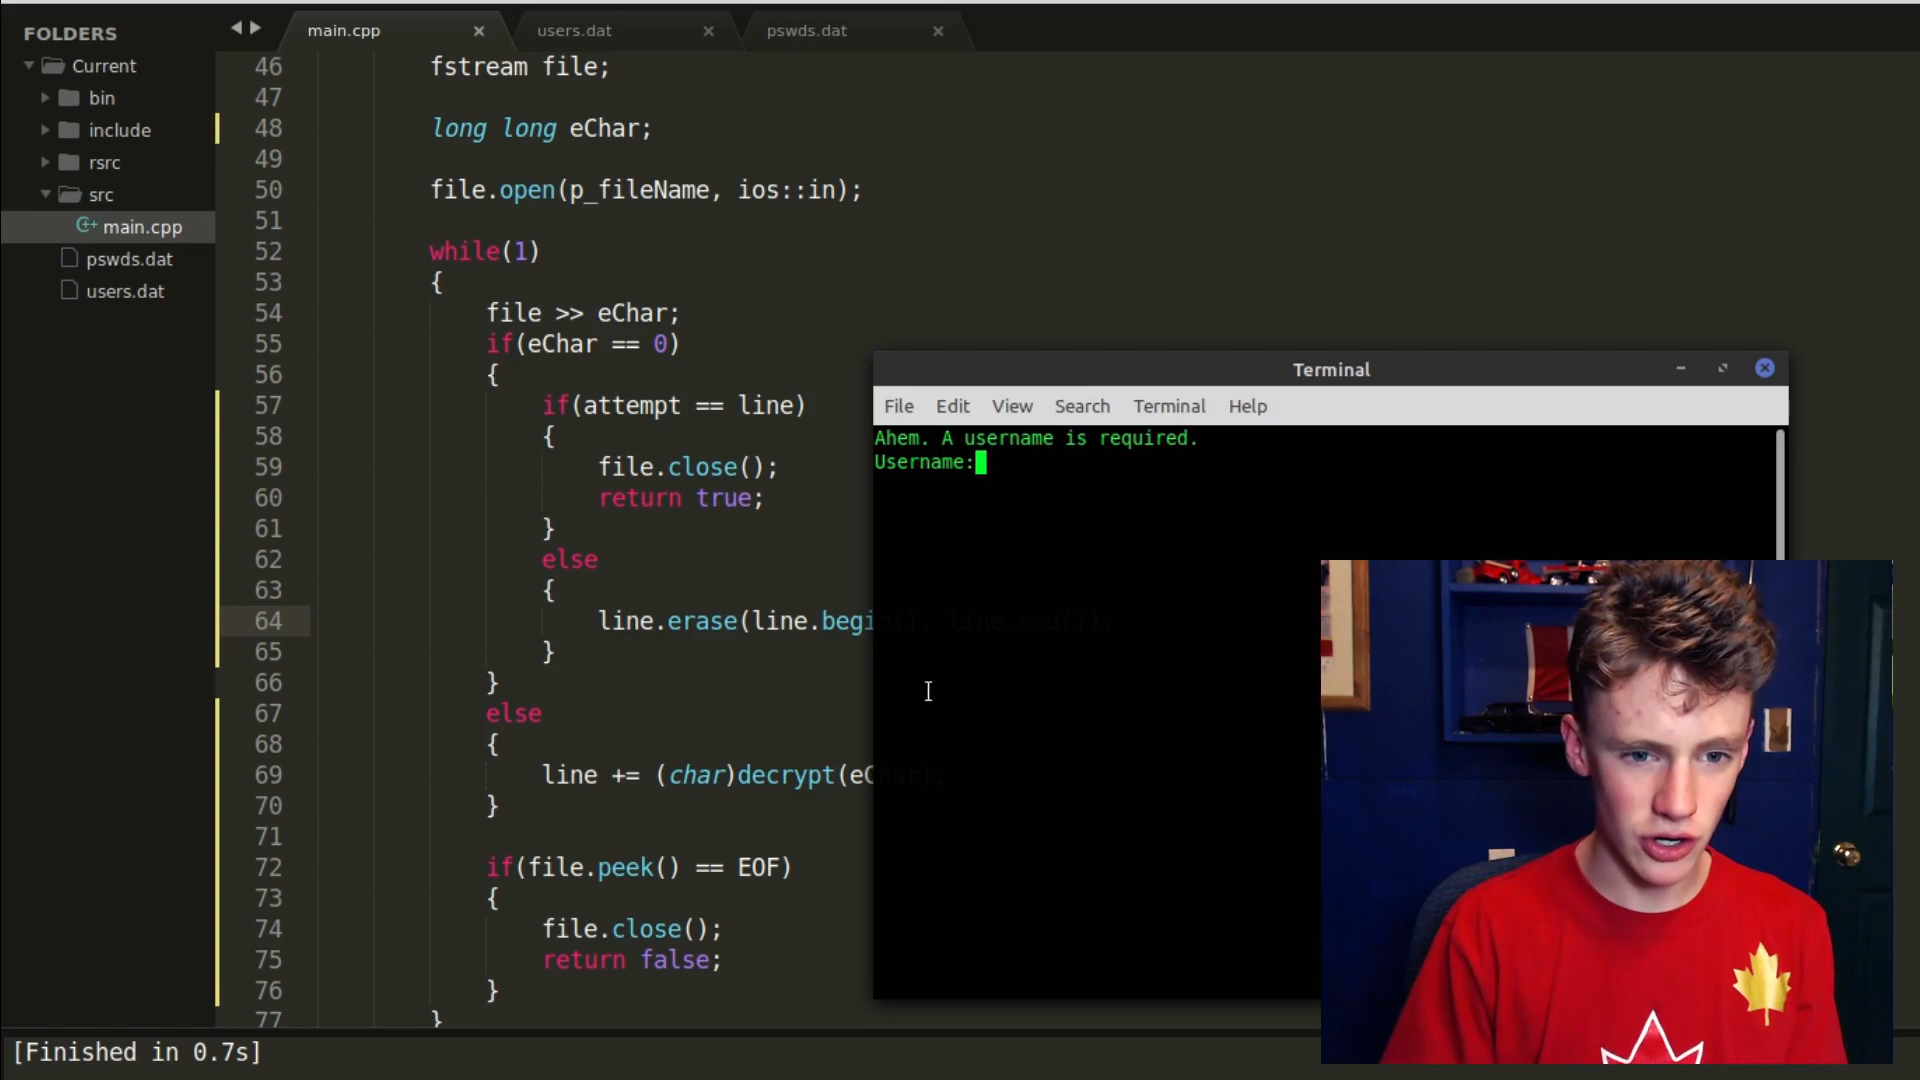 FOLDERS
Current
bin
include
rsrc
src
main.cpp
pswds.dat
users.dat
main.cpp
users.dat
pswds.dat
46 fstream file;
47
48 long long eChar;
49
50 file.open(p_fileName, ios::in);
51
52 while(1)
53 {
54 file >> eChar;
55 if(eChar == 0)
56 {
57 if(attempt == line)
58 {
59 file.close();
60 return true;
61 }
62 else
63 {
64 line.erase(line.begin(), line.end());
65 }
66 }
67 else
68 {
69 line += (char)decrypt(eChar);
70 }
71
72 if(file.peek() == EOF)
73 {
74 file.close();
75 return false;
76 }
77 }
Terminal
File Edit View Search Terminal Help
Ahem. A username is required.
Username:
[Finished in 0.7s]